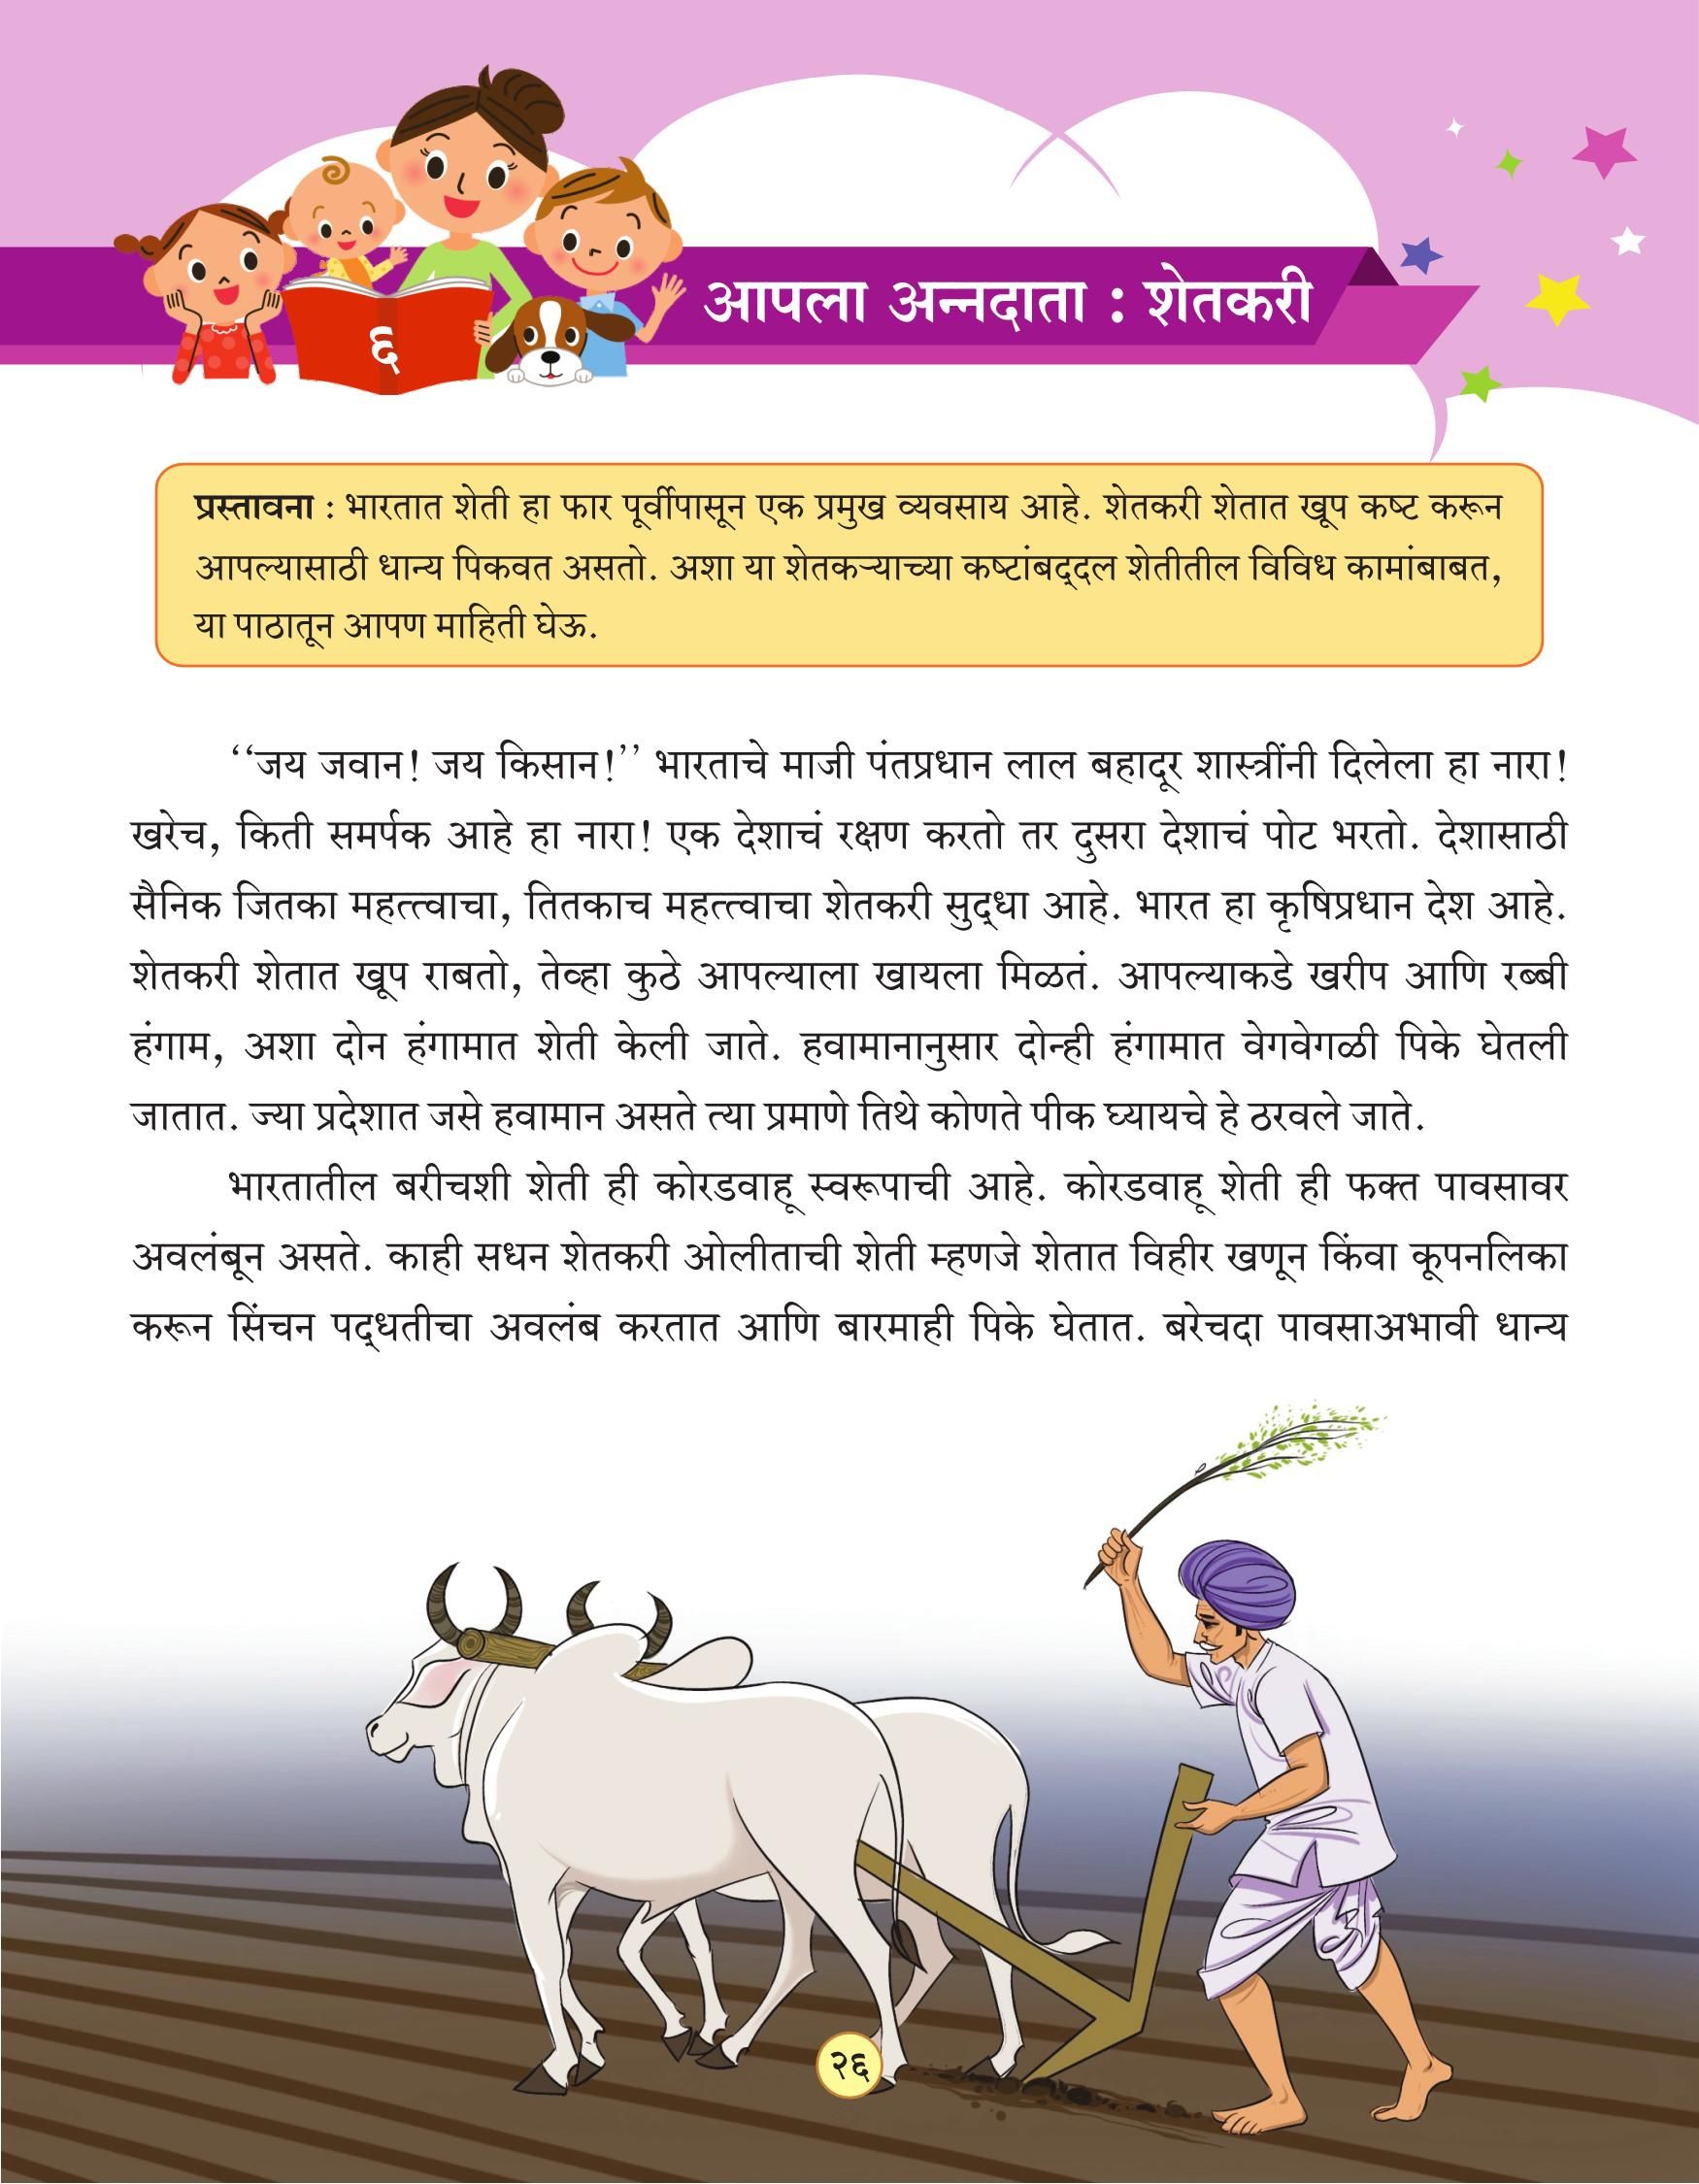 ६
आपला अन्नदाता : शेतकरी
प्रस्तावना : भारतात शेती हा फार पूर्वीपासून एक प्रमुख व्यवसाय आहे. शेतकरी शेतात खूप कष्ट करून
आपल्यासाठी धान्य पिकवत असतो. अशा या शेतकऱ्याच्या कष्टांबद्‌दल शेतीतील विविध कामांबाबत,
या पाठातून आपण माहिती घेऊ.
‘‘जय जवान! जय किसान!’’ भारताचे माजी पंतप्रधान लाल बहादूर शास्त्रींनी दिलेला हा नारा!
खरेच, किती समर्पक आहे हा नारा! एक देशाचं रक्षण करतो तर दुसरा देशाचं पोट भरतो. देशासाठी
सैनिक जितका महत्त्वाचा, तितकाच महत्त्वाचा शेतकरी सुद्‌धा आहे. भारत हा कृषिप्रधान देश आहे.
शेतकरी शेतात खूप राबतो, तेव्हा कुठे आपल्याला खायला मिळतं. आपल्याकडे खरीप आणि रब्बी
हंगाम, अशा दोन हंगामात शेती केली जाते. हवामानानुसार दोन्ही हंगामात वेगवेगळी पिके घेतली
जातात. ज्या प्रदेशात जसे हवामान असते त्या प्रमाणे तिथे कोणते पीक घ्यायचे हे ठरवले जाते.
भारतातील बरीचशी शेती ही कोरडवाहू स्वरूपाची आहे. कोरडवाहू शेती ही फक्त पावसावर
अवलंबून असते. काही सधन शेतकरी ओलीताची शेती म्हणजे शेतात विहीर खणून किंवा कूपनलिका
करून सिंचन पद्‌धतीचा अवलंब करतात आणि बारमाही पिके घेतात. बरेचदा पावसाअभावी धान्य
२६